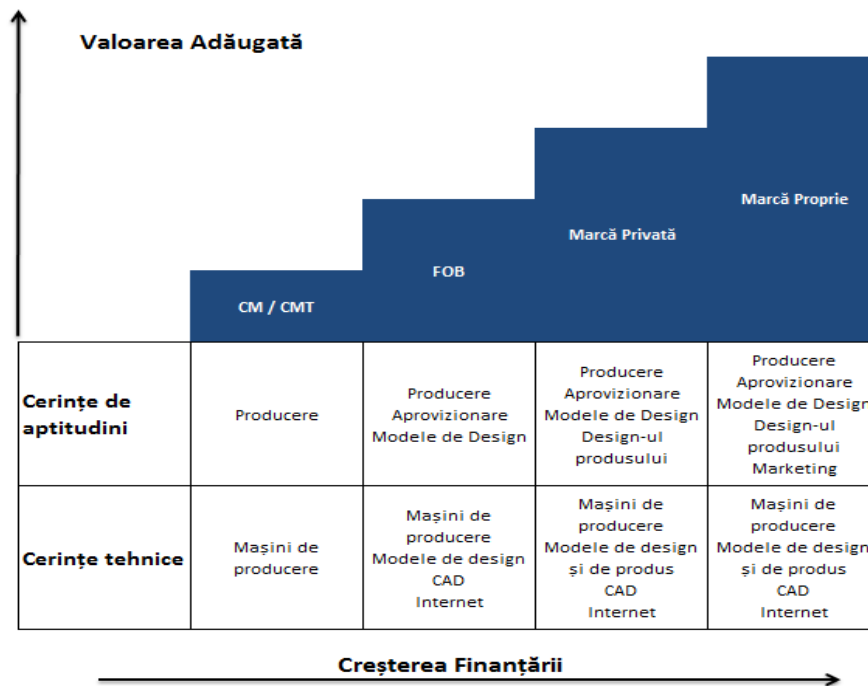 Valoarea Adăugată
Marcă Proprie
Marcă Privată
FOB
CM / CMT
Cerințe de
aptitudini
Producere
Producere
Aprovizionare
Modele de Design
Producere
Aprovizionare
Modele de Design
Design-ul
produsului
Producere
Aprovizionare
Modele de Design
Design-ul
produsului
Marketing
Cerințe tehnice
Mașini de
producere
Mașini de
producere
Modele de design
CAD
Internet
Mașini de
producere
Modele de design
și de produs
CAD
Internet
Mașini de
producere
Modele de design
și de produs
CAD
Internet
Creșterea Finanțării